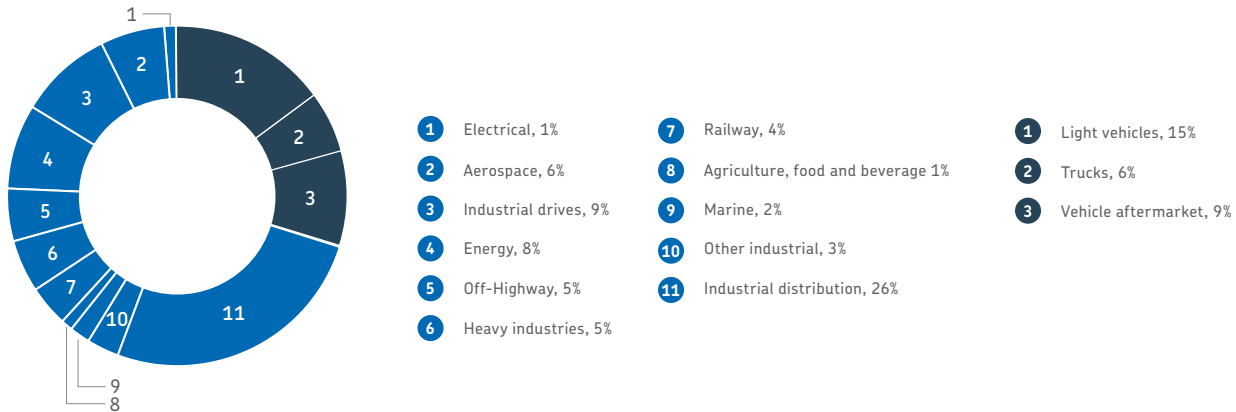 1
1
2
3
11
10
9
8
7
6
5
4
3
2
1 Electrical, 1%
2 Aerospace, 6%
3 Industrial drives, 9%
4 Energy, 8%
5 Off-Highway, 5%
6 Heavy industries, 5%
7 Railway, 4%
8 Agriculture, food and beverage 1%
9 Marine, 2%
10 Other industrial, 3%
11 Industrial distribution, 26%
1 Light vehicles, 15%
2 Trucks, 6%
3 Vehicle aftermarket, 9%